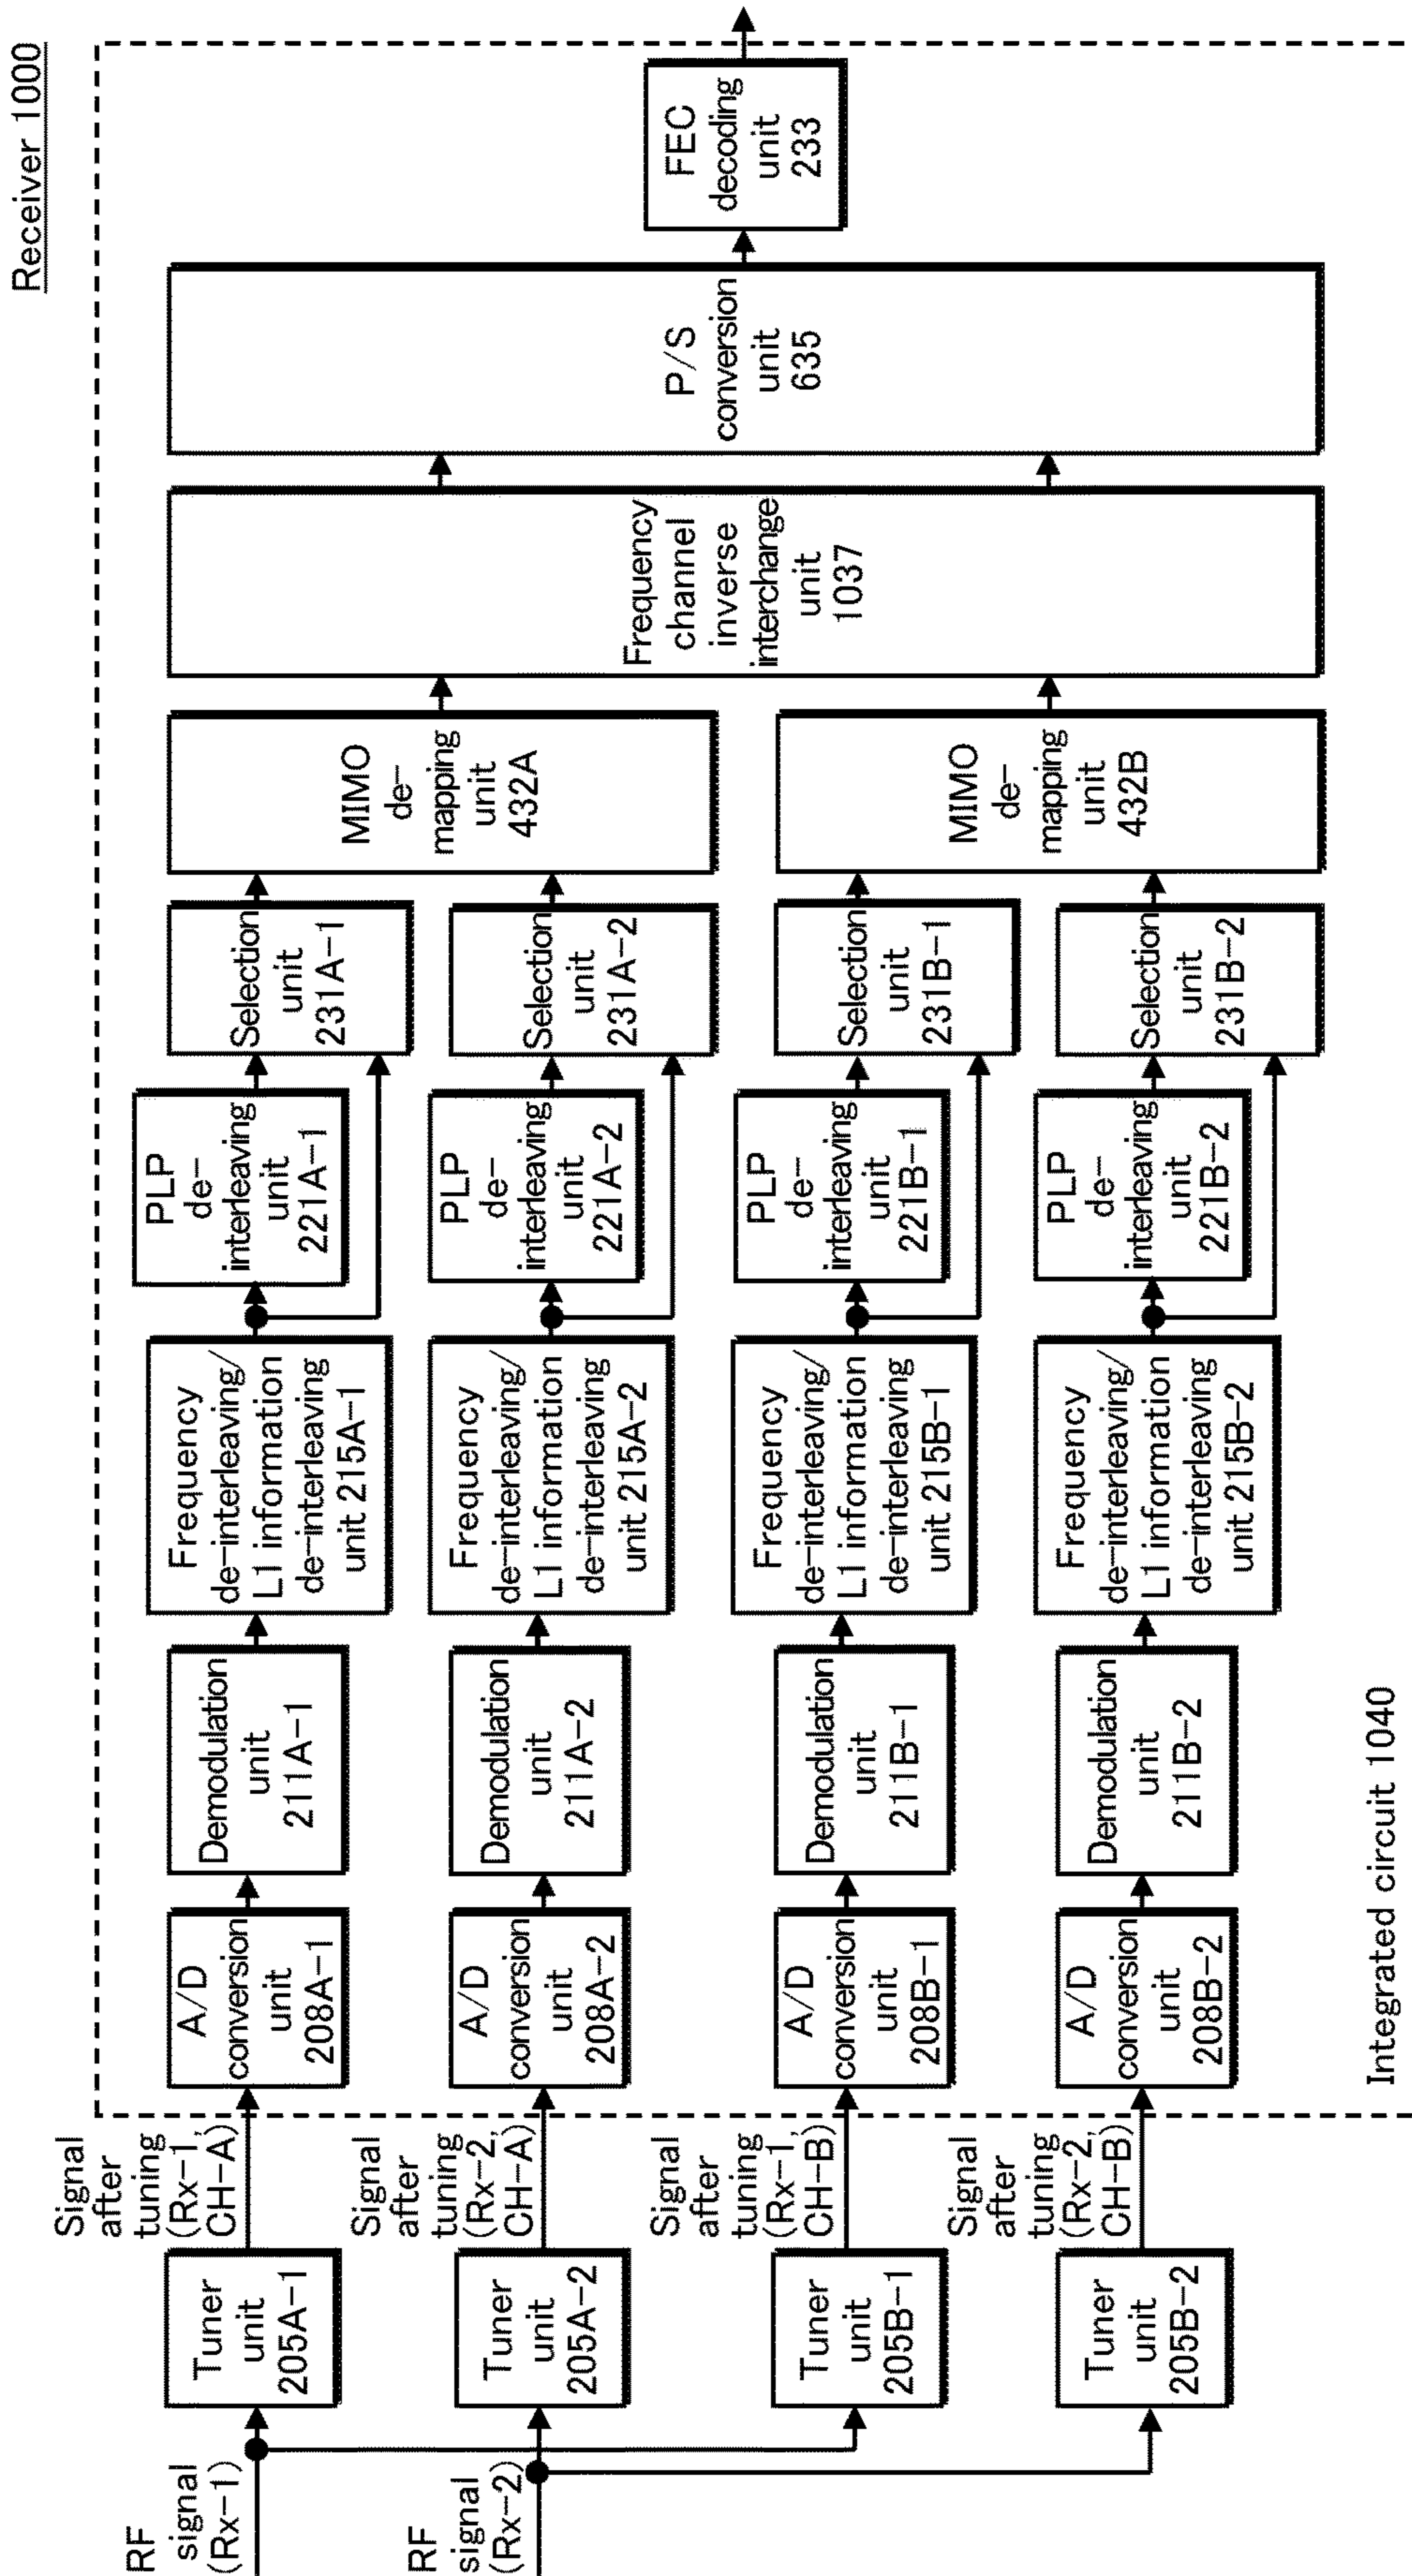 Receiver 1000
RF
signal
(Rx-1)
RF
signal
(Rx-2)
Tuner
unit
205A-1
Tuner
unit
205A-2
Tuner
unit
205B-1
Tuner
unit
205B-2
Signal
after
tuning
(Rx-1,
CH-A)
Signal
after
tuning
(Rx-2,
CH-A)
Signal
after
tuning
(Rx-1,
CH-B)
Signal
after
tuning
(Rx-2,
CH-B)
A/D
conversion
unit
208A-1
A/D
conversion
unit
208A-2
A/D
conversion
unit
208B-1
A/D
conversion
unit
208B-2
Demodulation
unit
211A-1
Demodulation
unit
211A-2
Demodulation
unit
211B-1
Demodulation
unit
211B-2
Frequency
de-interleaving/
L1 information
de-interleaving
unit 215A-1
Frequency
de-interleaving/
L1 information
de-interleaving
unit 215A-2
Frequency
de-interleaving/
L1 information
de-interleaving
unit 215B-1
Frequency
de-interleaving/
L1 information
de-interleaving
unit 215B-2
PLP
de-
interleaving
unit
221A-1
PLP
de-
interleaving
unit
221A-2
PLP
de-
interleaving
unit
221B-1
PLP
de-
interleaving
unit
221B-2
Selection
unit
231A-1
Selection
unit
231A-2
Selection
unit
231B-1
Selection
unit
231B-2
MIMO
de-
mapping
unit
432A
MIMO
de-
mapping
unit
432B
Frequency
channel
inverse
interchange
unit
1037
P/S
conversion
unit
635
FEC
decoding
unit
233
Integrated circuit 1040